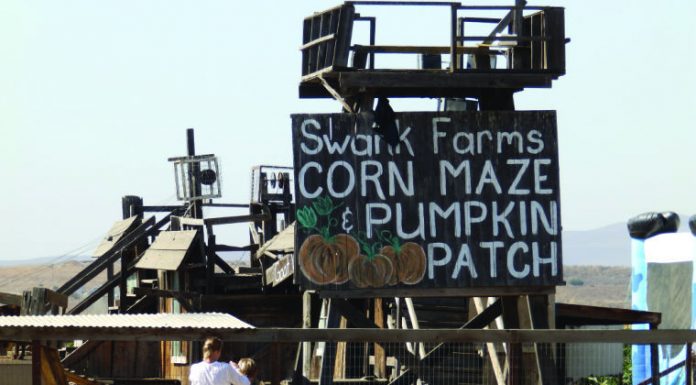 Swank Farms
CORN MAZE
& PUMPKIN
PATCH